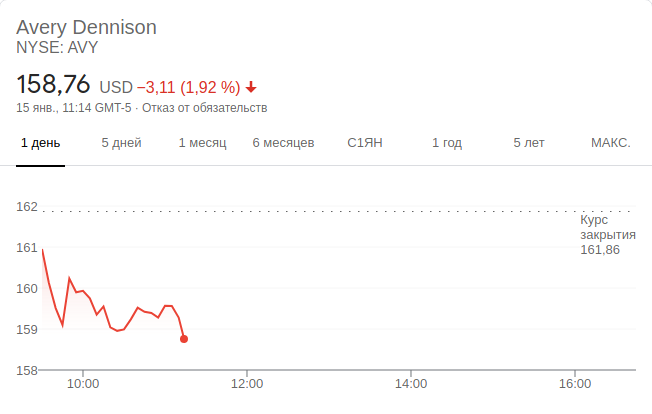 Avery Dennison
NYSE: AVY
158,76 USD −3,11 (1,92 %) ↓
15 янв., 11:14 GMT-5 · Отказ от обязательств
1 день 5 дней 1 месяц 6 месяцев С1ЯН 1 год 5 лет МАКС.
162
Курс
закрытия
161,86
161
160
159
158
10:00 12:00 14:00 16:00